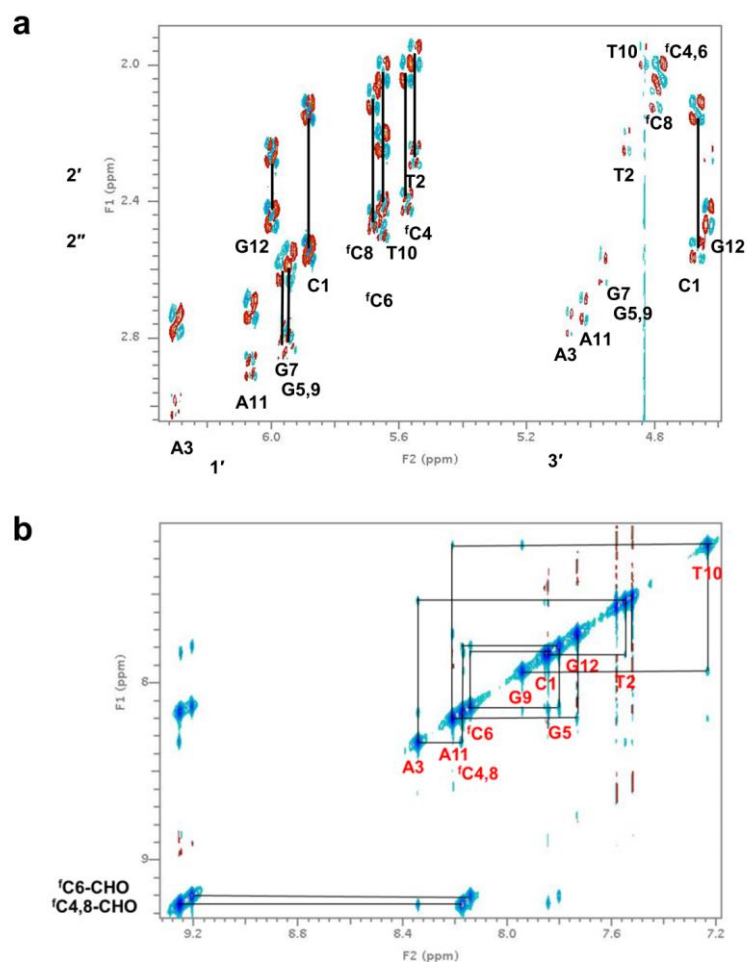 a
T10 ᶠC4,6
2.0
ᶠC8
2′
T2
T2
F1 (ppm)
2.4
ᶠC4
2″
G12
ᶠC8 T10
C1
C1
G12
ᶠC6
G7
G5,9
2.8
A3
A11
G7
G5,9
A11
A3
6.0 5.6 5.2 4.8
1′
F2 (ppm)
3′
b
T10
F1 (ppm)
8
G12
C1
T2
G9
ᶠC6
G5
A3
A11
ᶠC4,8
9
ᶠC6-CHO
ᶠC4,8-CHO
9.2 8.8 8.4 8.0 7.6 7.2
F2 (ppm)